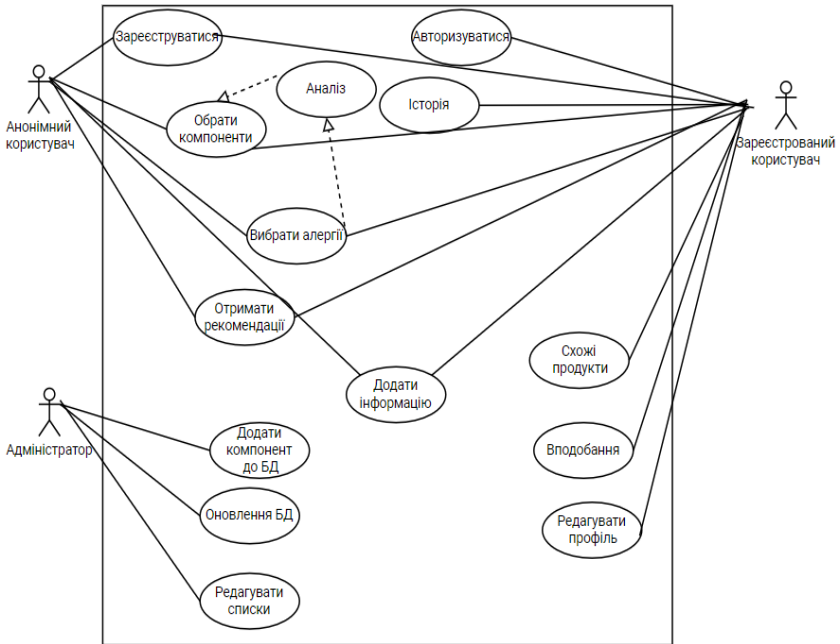 Зареєструватися
Авторизуватися
Аналіз
Історія
Обрати
компоненти
Анонімний
користувач
Зареєстрований
користувач
Вибрати алергії
Отримати
рекомендації
Схожі
продукти
Додати
інформацію
Адміністратор
Додати
компонент
до БД
Вподобання
Оновлення БД
Редагувати
профіль
Редагувати
списки